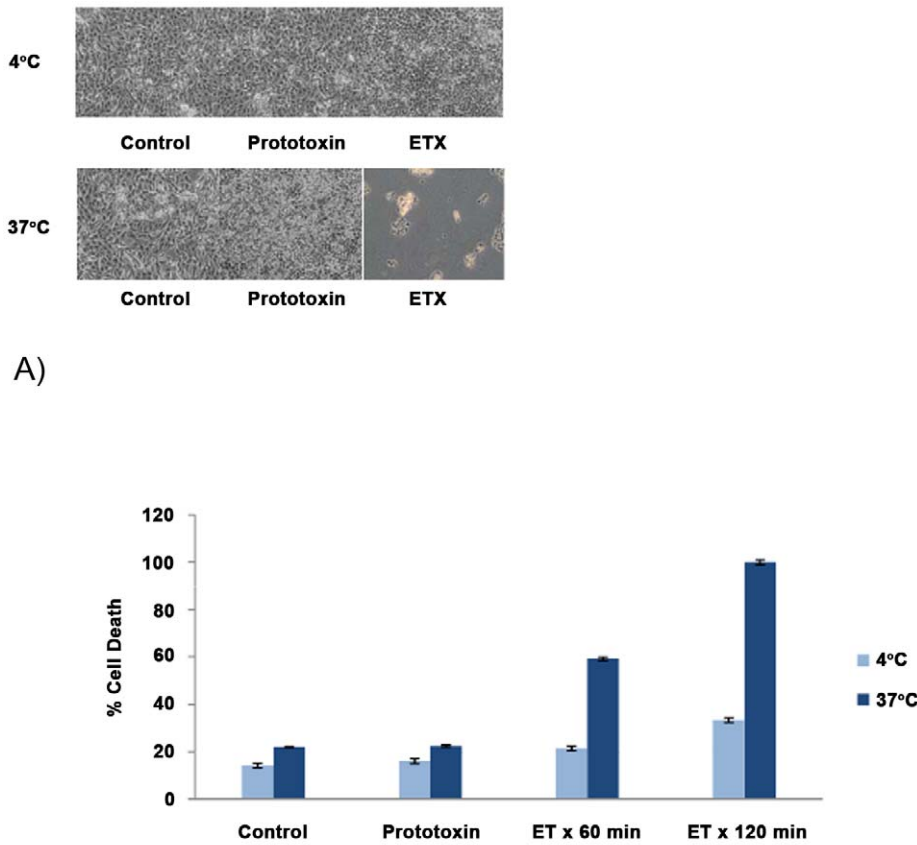 4°C
Control Prototoxin ETX
37°C
Control Prototoxin ETX
A)
120
100
80
60
40
20
0
% Cell Death
Control Prototoxin ET x 60 min ET x 120 min
4°C
37°C